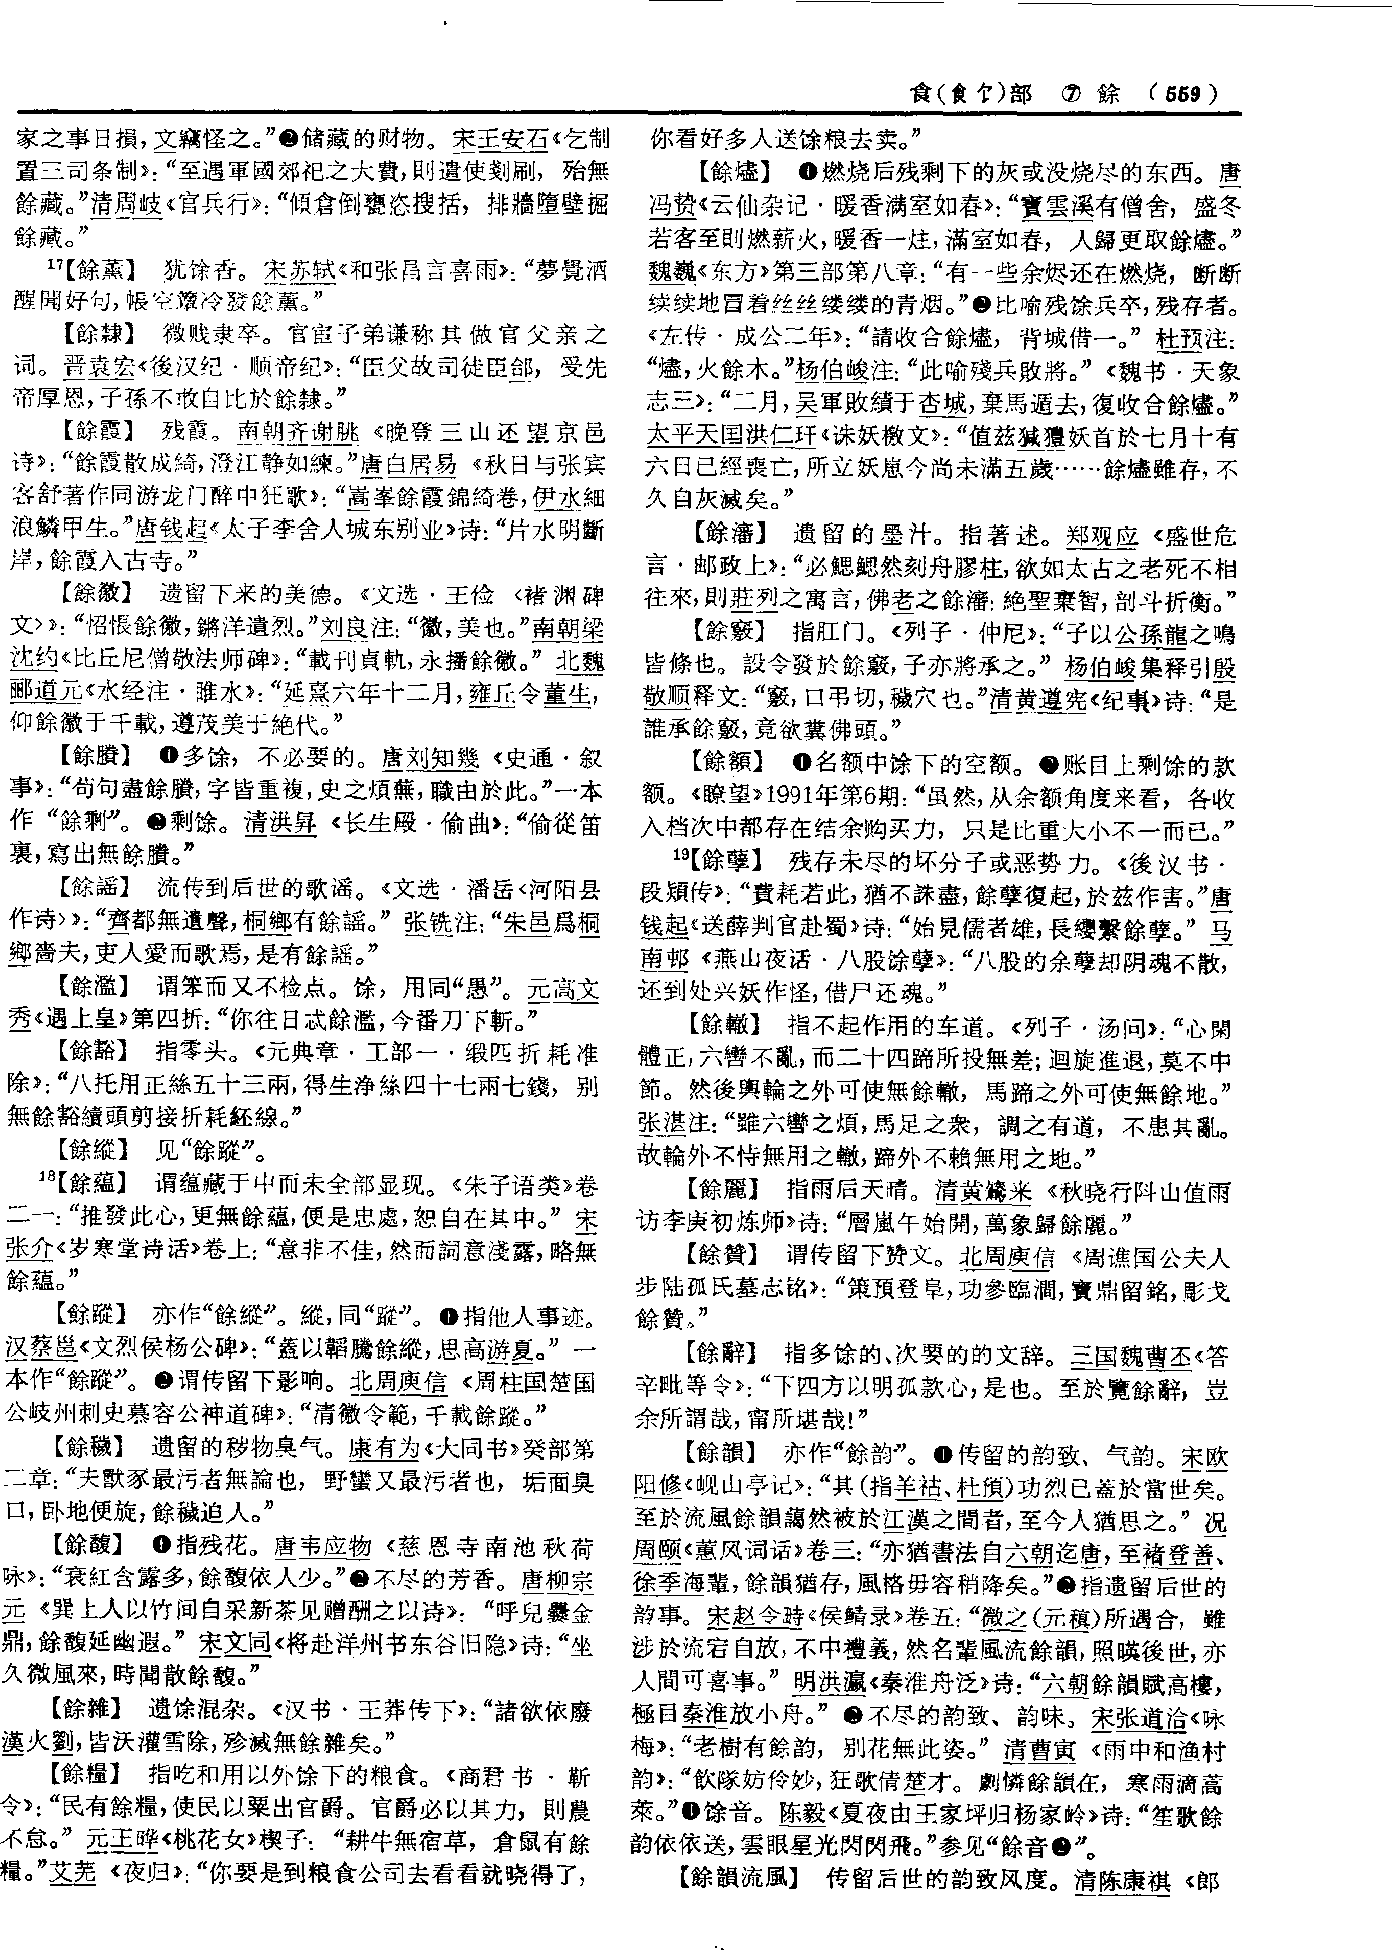 食(飠饣)部 ⑦ 餘 (559)
家之事日損,文竊怪之。”❷储藏的财物。 宋王安石《乞制
置三司条制》:“至遇軍國郊祀之大費,則遣使剗刷, 殆無
餘藏。”清周岐《官兵行》:“傾倉倒甕恣搜括, 排牆墮壁掘
餘藏。”
17【餘薰】 犹馀香。宋苏轼《和张昌言喜雨》:“夢覺酒
醒聞好句,帳空簟冷發餘薰。”
【餘隸】 微贱隶卒。官宦子弟谦称其做官父亲之
词。晋袁宏《後汉纪·顺帝纪》:“臣父故司徒臣郃, 受先
帝厚恩,子孫不敢自比於餘隸。”
【餘霞】 残霞。南朝齐谢朓《晚登三山还望京邑
诗》:“餘霞散成綺,澄江静如練。”唐白居易《秋日与张宾
客舒著作同游龙门醉中狂歌》:“嵩峯餘霞錦綺卷,伊水細
浪鱗甲生。”唐钱起《太子李舍人城东别业》诗:“片水明斷
岸,餘霞入古寺。”
【餘徽】 遗留下来的美德。《文选·王俭〈褚渊碑
文〉》:“怊悵餘徽,鏘洋遺烈。”刘良注:“徽,美也。”南朝梁
沈约《比丘尼僧敬法师碑》:“載刊貞軌,永播餘徽。” 北魏
郦道元《水经注·睢水》:“延熹六年十二月,雍丘令董生,
仰餘徽于千載,遵茂美于絶代。”
【餘賸】 ❶多馀, 不必要的。唐刘知幾《史通·叙
事》:“苟句盡餘賸,字皆重複,史之煩蕪,職由於此。”一本
作“餘剩”。❷剩馀。清洪昇《长生殿·偷曲》:“偷從笛
裏,寫出無餘賸。”
【餘謡】 流传到后世的歌谣。《文选·潘岳〈河阳县
作诗〉》:“齊都無遺聲,桐鄉有餘謡。” 张铣注:“朱邑爲桐
鄉嗇夫,吏人愛而歌焉,是有餘謡。”
【餘濫】 谓笨而又不检点。馀, 用同“愚”。元高文
秀《遇上皇》第四折:“你往日忒餘濫,今番刀下斬。”
【餘豁】 指零头。《元典章·工部一·缎匹折耗准
除》:“八托用正絲五十三兩,得生净絲四十七兩七錢, 别
無餘豁續頭剪接折耗經線。”
【餘縱】 见“餘蹤”。
18【餘藴】 谓蕴藏于中而未全部显现。《朱子语类》卷
二一:“推發此心,更無餘藴,便是忠處,恕自在其中。” 宋
张介《岁寒堂诗话》卷上:“意非不佳,然而詞意淺露,略無
餘藴。”
【餘蹤】 亦作“餘縱”。縱,同“蹤”。❶指他人事迹。
汉蔡邕《文烈侯杨公碑》:“蓋以韜騰餘縱,思高游夏。” 一
本作“餘蹤”。❷谓传留下影响。北周庾信《周柱国楚国
公岐州刺史慕容公神道碑》:“清徽令範,千載餘蹤。”
【餘穢】 遗留的秽物臭气。康有为《大同书》癸部第
二章:“夫獸豕最污者無論也, 野蠻又最污者也, 垢面臭
口,卧地便旋,餘穢追人。”
【餘馥】 ❶指残花。唐韦应物《慈恩寺南池秋荷
咏》:“衰紅含露多,餘馥依人少。”❷不尽的芳香。唐柳宗
元《巽上人以竹间自采新茶见赠酬之以诗》: “呼兒爨金
鼎,餘馥延幽遐。” 宋文同《将赴洋州书东谷旧隐》诗:“坐
久微風來,時聞散餘馥。”
【餘雜】 遗馀混杂。《汉书·王莽传下》:“諸欲依廢
漢火劉,皆沃灌雪除,殄滅無餘雜矣。”
【餘糧】 指吃和用以外馀下的粮食。《商君书·靳
令》:“民有餘糧,使民以粟出官爵。官爵必以其力, 則農
不怠。” 元王晔《桃花女》楔子: “耕牛無宿草, 倉鼠有餘
糧。”艾芜《夜归》:“你要是到粮食公司去看看就晓得了,
你看好多人送馀粮去卖。”
【餘燼】 ❶燃烧后残剩下的灰或没烧尽的东西。唐
冯贽《云仙杂记·暖香满室如春》:“寶雲溪有僧舍, 盛冬
若客至則燃薪火,暖香一炷,滿室如春, 人歸更取餘燼。”
魏巍《东方》第三部第八章:“有一些余烬还在燃烧, 断断
续续地冒着丝丝缕缕的青烟。”❷比喻残馀兵卒,残存者。
《左传·成公二年》:“請收合餘燼, 背城借一。” 杜预注:
“燼,火餘木。”杨伯峻注:“此喻殘兵敗將。” 《魏书·天象
志三》:“二月,吴軍敗績于杏城,棄馬遁去,復收合餘燼。”
太平天国洪仁玕《诛妖檄文》:“值兹㺂䝨妖首於七月十有
六日已經喪亡,所立妖崽今尚未滿五歲……餘燼雖存,不
久自灰滅矣。”
【餘瀋】 遗留的墨汁。指著述。郑观应《盛世危
言·邮政上》:“必鰓鰓然刻舟膠柱,欲如太古之老死不相
往來,則莊列之寓言,佛老之餘瀋:絶聖棄智,剖斗折衡。”
【餘竅】 指肛门。《列子·仲尼》:“子以公孫龍之鳴
皆條也。設令發於餘竅,子亦將承之。” 杨伯峻集释引殷
敬顺释文:“竅,口弔切,穢穴也。”清黄遵宪《纪事》诗:“是
誰承餘竅,竟欲糞佛頭。”
【餘額】 ❶名额中馀下的空额。❷账目上剩馀的款
额。《瞭望》1991年第6期:“虽然,从余额角度来看, 各收
入档次中都存在结余购买力, 只是比重大小不一而已。”
19【餘孽】 残存未尽的坏分子或恶势力。《後汉书·
段熲传》:“費耗若此,猶不誅盡,餘孽復起,於兹作害。”唐
钱起《送薛判官赴蜀》诗:“始見儒者雄,長纓繫餘孽。” 马
南邨《燕山夜话·八股馀孽》:“八股的余孽却阴魂不散,
还到处兴妖作怪,借尸还魂。”
【餘轍】 指不起作用的车道。《列子·汤问》:“心閑
體正,六轡不亂,而二十四蹄所投無差; 迴旋進退,莫不中
節。然後輿輪之外可使無餘轍, 馬蹄之外可使無餘地。”
张湛注:“雖六轡之煩,馬足之衆, 調之有道, 不患其亂。
故輪外不恃無用之轍,蹄外不賴無用之地。”
【餘麗】 指雨后天晴。清黄鷟来《秋晓行阧山值雨
访李庚初炼师》诗:“層嵐午始開,萬象歸餘麗。”
【餘贊】 谓传留下赞文。北周庾信《周谯国公夫人
步陆孤氏墓志铭》:“策預登阜,功參臨澗,寶鼎留銘,彫戈
餘贊。”
【餘辭】 指多馀的、次要的的文辞。三国魏曹丕《答
辛毗等令》:“下四方以明孤款心,是也。至於覽餘辭, 豈
余所謂哉,甯所堪哉!”
【餘韻】 亦作“餘韵”。❶传留的韵致、气韵。宋欧
阳修《岘山亭记》:“其(指羊祜、杜預)功烈已蓋於當世矣。
至於流風餘韻藹然被於江漢之間者,至今人猶思之。” 况
周颐《蕙风词话》卷三:“亦猶書法自六朝迄唐,至褚登善、
徐季海輩,餘韻猶存,風格毋容稍降矣。”❷指遗留后世的
韵事。宋赵令畤《侯鲭录》卷五:“微之(元稹)所遇合, 雖
涉於流宕自放,不中禮義,然名輩風流餘韻,照暎後世,亦
人間可喜事。” 明洪瀛《秦淮舟泛》诗:“六朝餘韻賦高樓,
極目秦淮放小舟。” ❸不尽的韵致、韵味。宋张道洽《咏
梅》:“老樹有餘韵, 别花無此姿。” 清曹寅《雨中和渔村
韵》:“飲隊妨伶妙,狂歌倩楚才。劇憐餘韻在, 寒雨滴蒿
萊。”❹馀音。陈毅《夏夜由王家坪归杨家岭》诗:“笙歌餘
韵依依送,雲眼星光閃閃飛。”参见“餘音❷”。
【餘韻流風】 传留后世的韵致风度。清陈康祺《郎